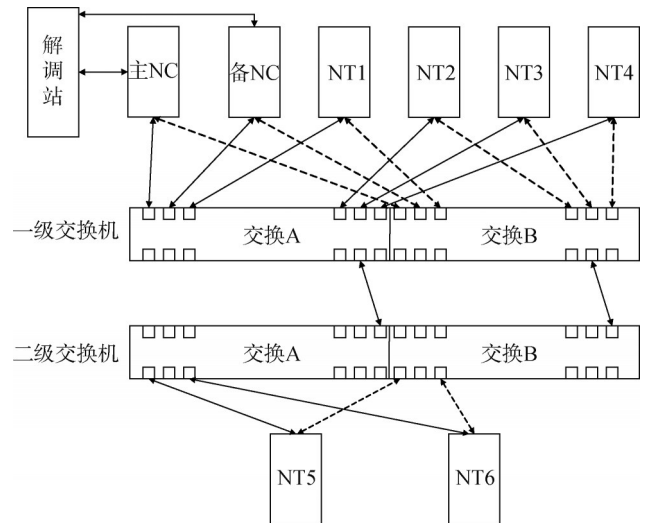 解调站
主NC
备NC
NT1
NT2
NT3
NT4
一级交换机
交换A
交换B
二级交换机
交换A
交换B
NT5
NT6